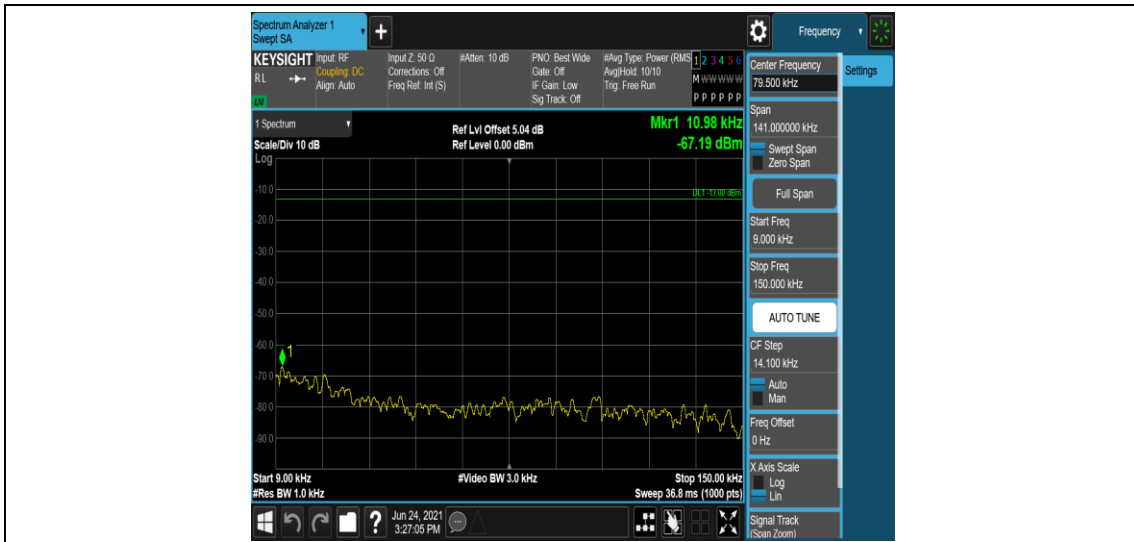 Spectrum Analyzer 1
Swept SA
+
Frequency
KEYSIGHT
RL
LXI
Input: RF
Coupling: DC
Align: Auto
Input Z: 50 Ω
Corrections: Off
Freq Ref: Int (S)
#Atten: 10 dB
PNO: Best Wide
Gate: Off
IF Gain: Low
Sig Track: Off
#Avg Type: Power (RMS
Avg|Hold: 10/10
Trig: Free Run
1 2 3 4 5 6
M W W W W W
P P P P P P
1 Spectrum
Scale/Div 10 dB
Log
Ref Lvl Offset 5.04 dB
Ref Level 0.00 dBm
Mkr1 10.98 kHz
-67.19 dBm
DL1 -13.00 dBm
-10.0
-20.0
-30.0
-40.0
-50.0
-60.0
1
-70.0
-80.0
-90.0
Start 9.00 kHz
#Res BW 1.0 kHz
#Video BW 3.0 kHz
Stop 150.00 kHz
Sweep 36.8 ms (1000 pts)
Center Frequency
79.500 kHz
Settings
Span
141.000000 kHz
Swept Span
Zero Span
Full Span
Start Freq
9.000 kHz
Stop Freq
150.000 kHz
AUTO TUNE
CF Step
14.100 kHz
Auto
Man
Freq Offset
0 Hz
X Axis Scale
Log
Lin
Signal Track
(Span Zoom)
?
Jun 24, 2021
3:27:05 PM